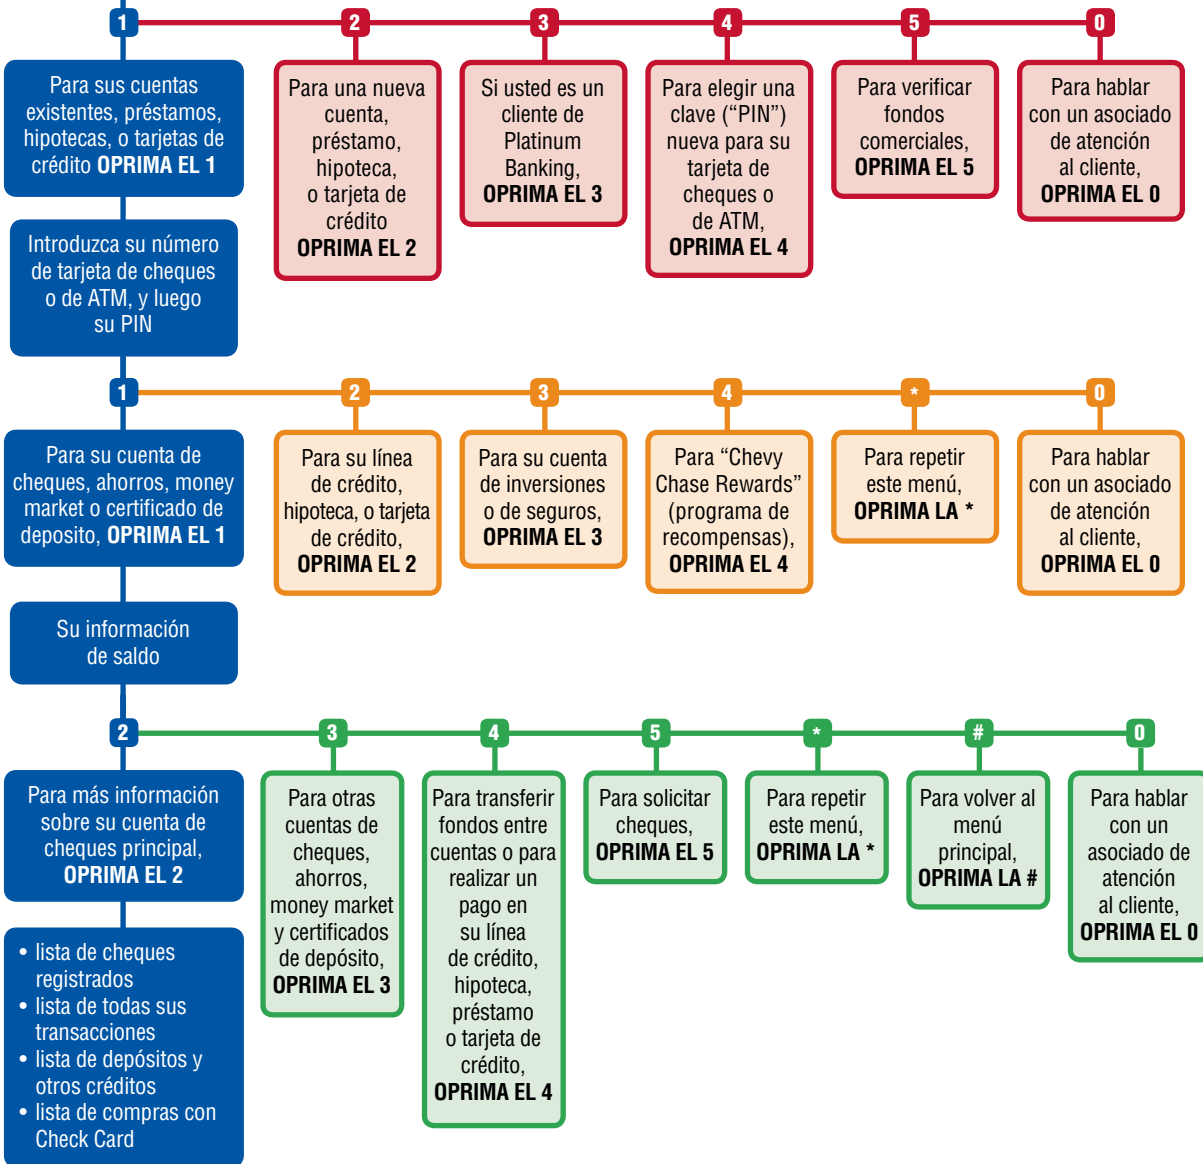 1
2
3
4
5
0
Para sus cuentas
existentes, préstamos,
hipotecas, o tarjetas de
crédito OPRIMA EL 1
Para una nueva
cuenta,
préstamo,
hipoteca,
o tarjeta de
crédito
OPRIMA EL 2
Si usted es un
cliente de
Platinum
Banking,
OPRIMA EL 3
Para elegir una
clave (“PIN”)
nueva para su
tarjeta de
cheques o
de ATM,
OPRIMA EL 4
Para verificar
fondos
comerciales,
OPRIMA EL 5
Para hablar
con un asociado
de atención
al cliente,
OPRIMA EL 0
Introduzca su número
de tarjeta de cheques
o de ATM, y luego
su PIN
1
2
3
4
*
0
Para su cuenta de
cheques, ahorros, money
market o certificado de
deposito, OPRIMA EL 1
Para su línea
de crédito,
hipoteca, o tarjeta
de crédito,
OPRIMA EL 2
Para su cuenta
de inversiones
o de seguros,
OPRIMA EL 3
Para “Chevy
Chase Rewards”
(programa de
recompensas),
OPRIMA EL 4
Para repetir
este menú,
OPRIMA LA *
Para hablar
con un asociado
de atención
al cliente,
OPRIMA EL 0
Su información
de saldo
2
3
4
5
*
#
0
Para más información
sobre su cuenta de
cheques principal,
OPRIMA EL 2
Para otras
cuentas de
cheques,
ahorros,
money market
y certificados
de depósito,
OPRIMA EL 3
Para transferir
fondos entre
cuentas o para
realizar un
pago en
su línea
de crédito,
hipoteca,
préstamo
o tarjeta de
crédito,
OPRIMA EL 4
Para solicitar
cheques,
OPRIMA EL 5
Para repetir
este menú,
OPRIMA LA *
Para volver al
menú
principal,
OPRIMA LA #
Para hablar
con un
asociado de
atención
al cliente,
OPRIMA EL 0
• lista de cheques
registrados
• lista de todas sus
transacciones
• lista de depósitos y
otros créditos
• lista de compras con
Check Card